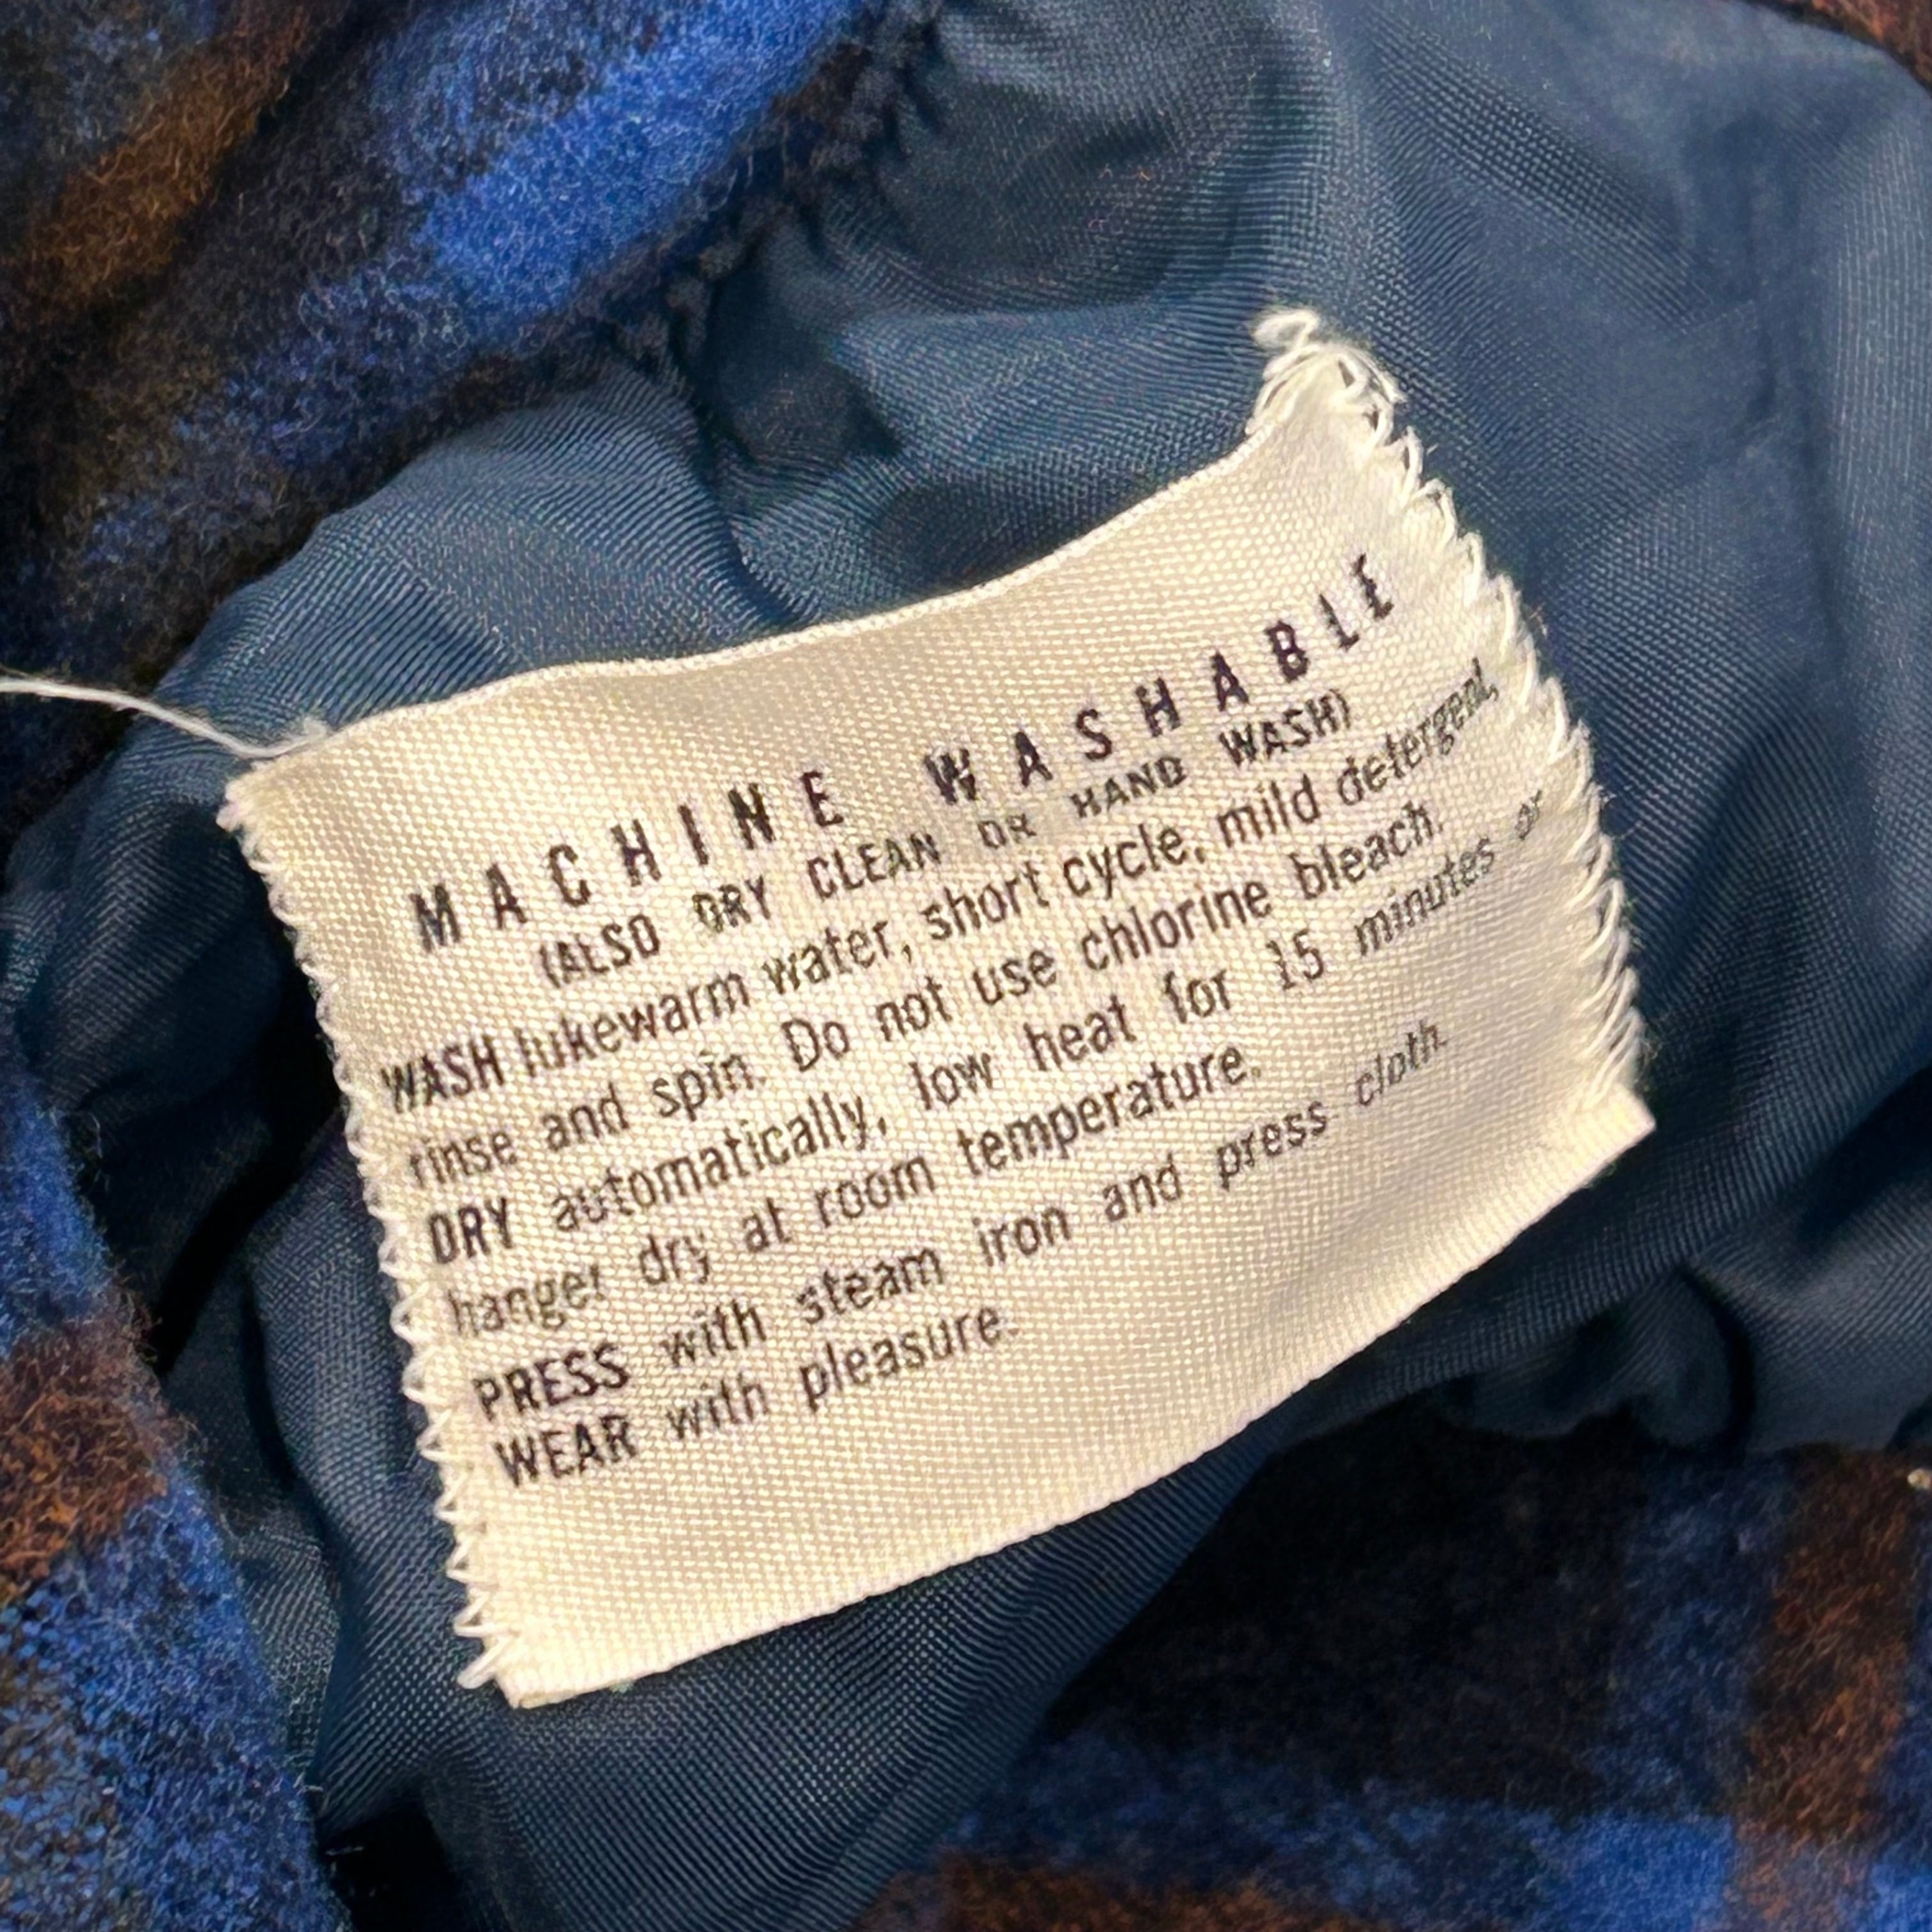 MACHINE WASHABLE
(ALSO DRY CLEAN OR HAND WASH)
WASH lukewarm water, short cycle, mild detergent,
rinse and spin. Do not use chlorine bleach.
DRY automatically, low heat for 15 minutes or
hanger dry at room temperature.
PRESS with steam iron and press cloth.
WEAR with pleasure.